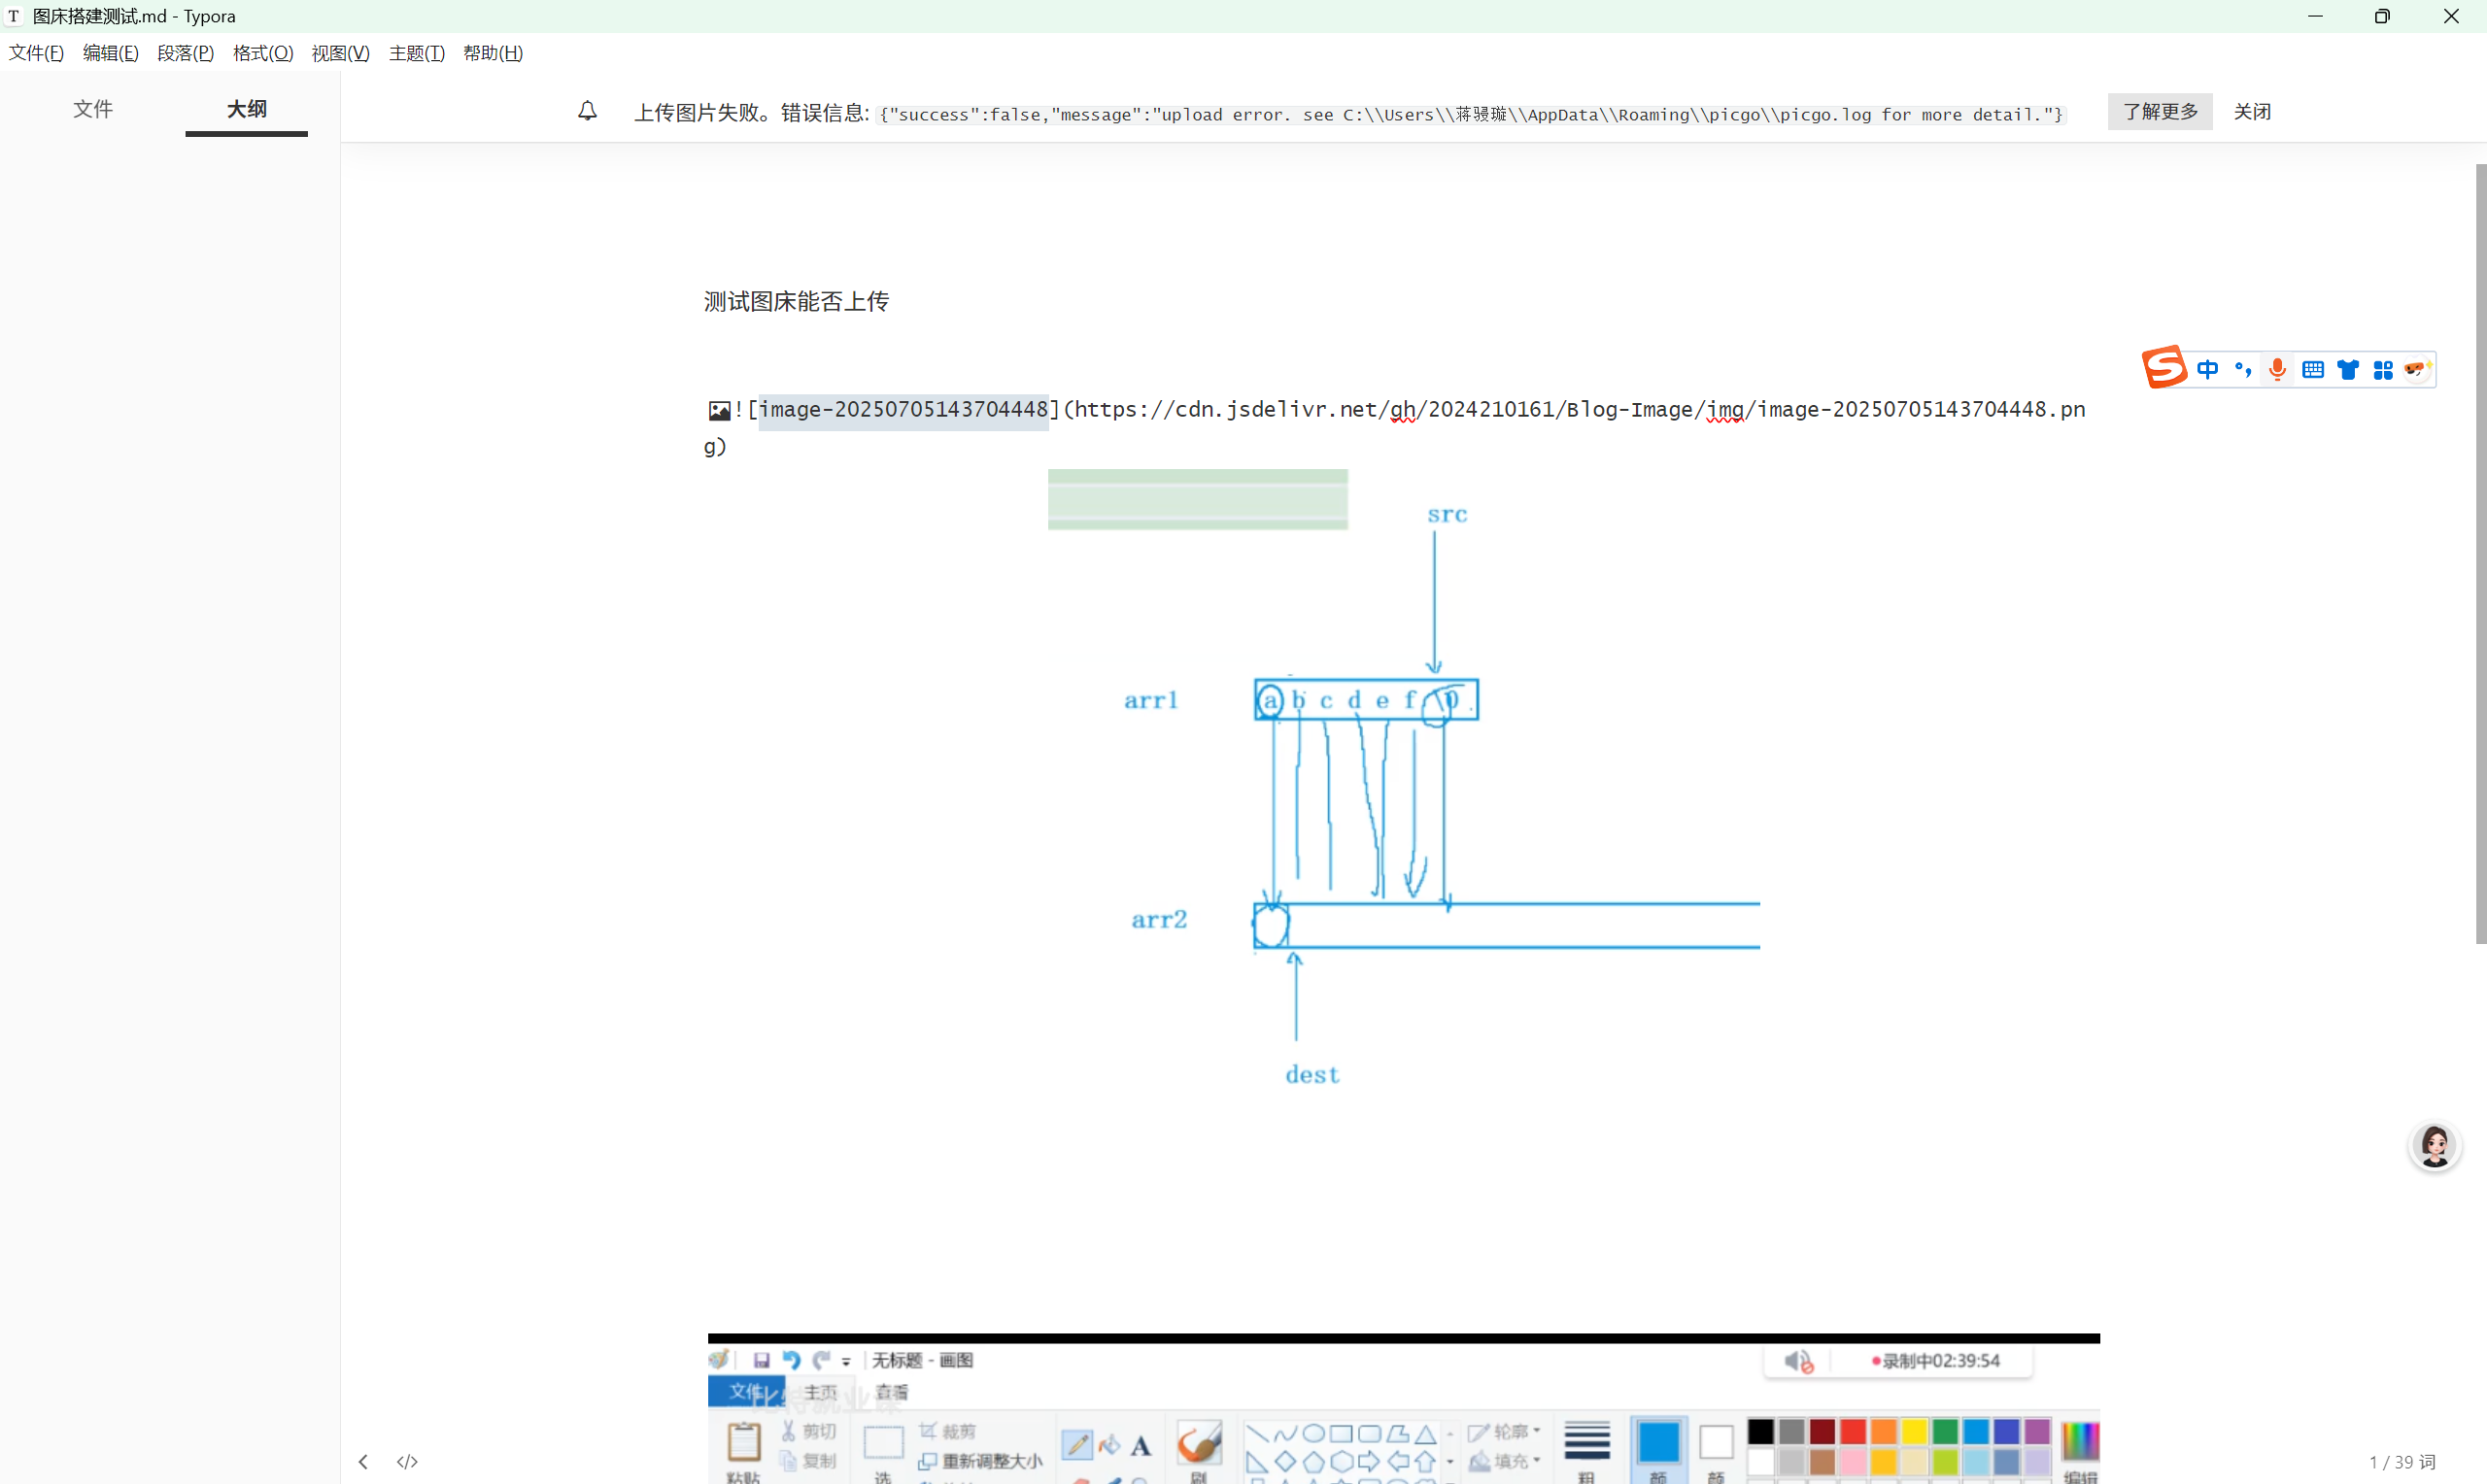 图床搭建测试.md - Typora
文件(F) 编辑(E) 段落(P) 格式(O) 视图(V) 主题(T) 帮助(H)
文件 大纲
上传图片失败。错误信息: {"success":false,"message":"upload error. see C:\\Users\\蒋骎璇\\AppData\\Roaming\\picgo\\picgo.log for more detail."} 了解更多 关闭
测试图床能否上传
中
![image-20250705143704448](https://cdn.jsdelivr.net/gh/2024210161/Blog-Image/img/image-20250705143704448.pn
g)
src
arr1 a b c d e f \0
arr2
dest
无标题 - 画图 录制中02:39:54
文件 主页 查看
剪切 裁剪 轮廓
复制 重新调整大小 A 填充
粘贴 选 刷 粗 颜 颜 编辑
1 / 39 词